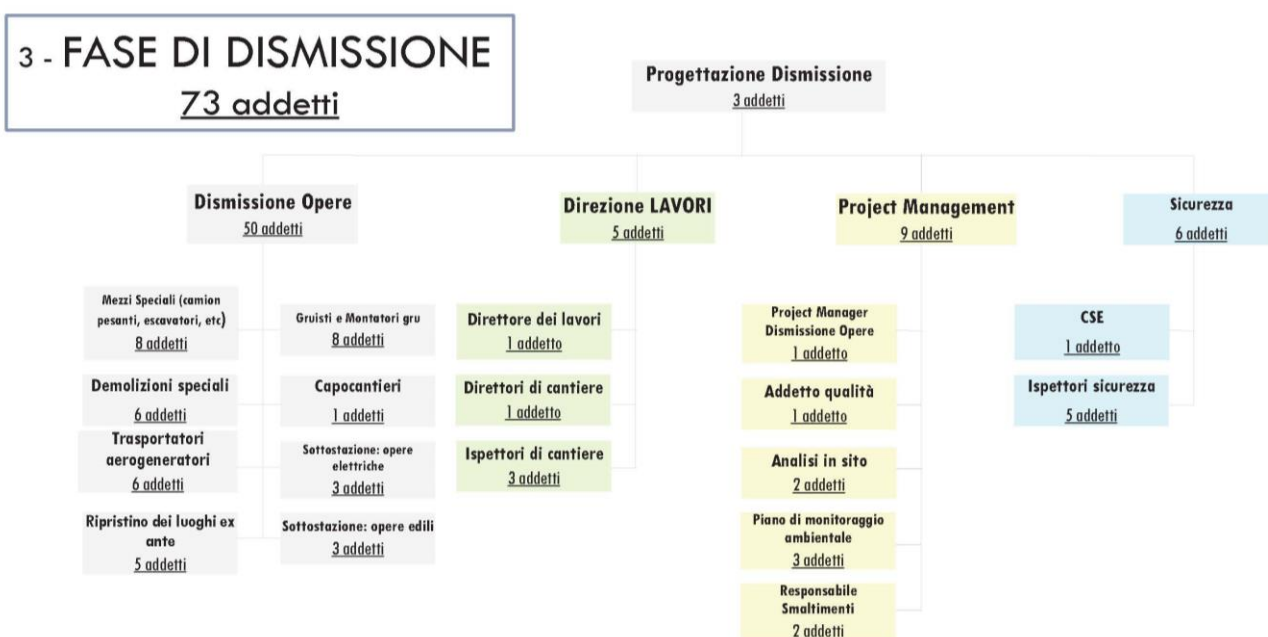 3 - FASE DI DISMISSIONE
73 addetti
Progettazione Dismissione
3 addetti
Dismissione Opere
50 addetti
Direzione LAVORI
5 addetti
Project Management
9 addetti
Sicurezza
6 addetti
Mezzi Speciali (camion
pesanti, escavatori, etc)
8 addetti
Gruisti e Montatori gru
8 addetti
Demolizioni speciali
6 addetti
Capocantieri
1 addetti
Trasportatori
aerogeneratori
6 addetti
Sottostazione: opere
elettriche
3 addetti
Ripristino dei luoghi ex
ante
5 addetti
Sottostazione: opere edili
3 addetti
Direttore dei lavori
1 addetto
Direttori di cantiere
1 addetto
Ispettori di cantiere
3 addetti
Project Manager
Dismissione Opere
1 addetto
Addetto qualità
1 addetto
Analisi in sito
2 addetti
Piano di monitoraggio
ambientale
3 addetti
Responsabile
Smaltimenti
2 addetti
CSE
1 addetto
Ispettori sicurezza
5 addetti